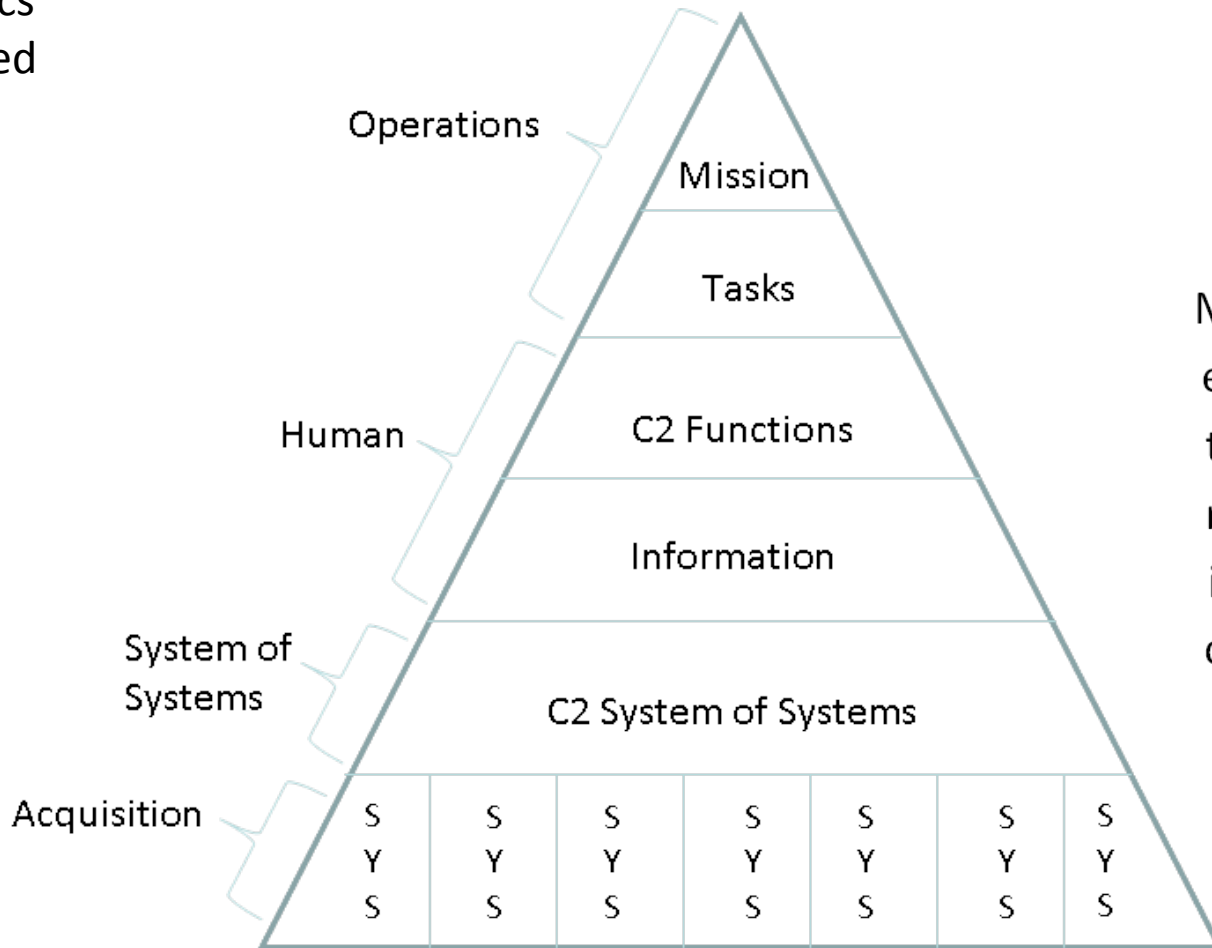 Operations
Mission
Tasks
Human
C2 Functions
Information
System of
Systems
C2 System of Systems
Acquisition
S S S S S S S
Y Y Y Y Y Y Y
S S S S S S S